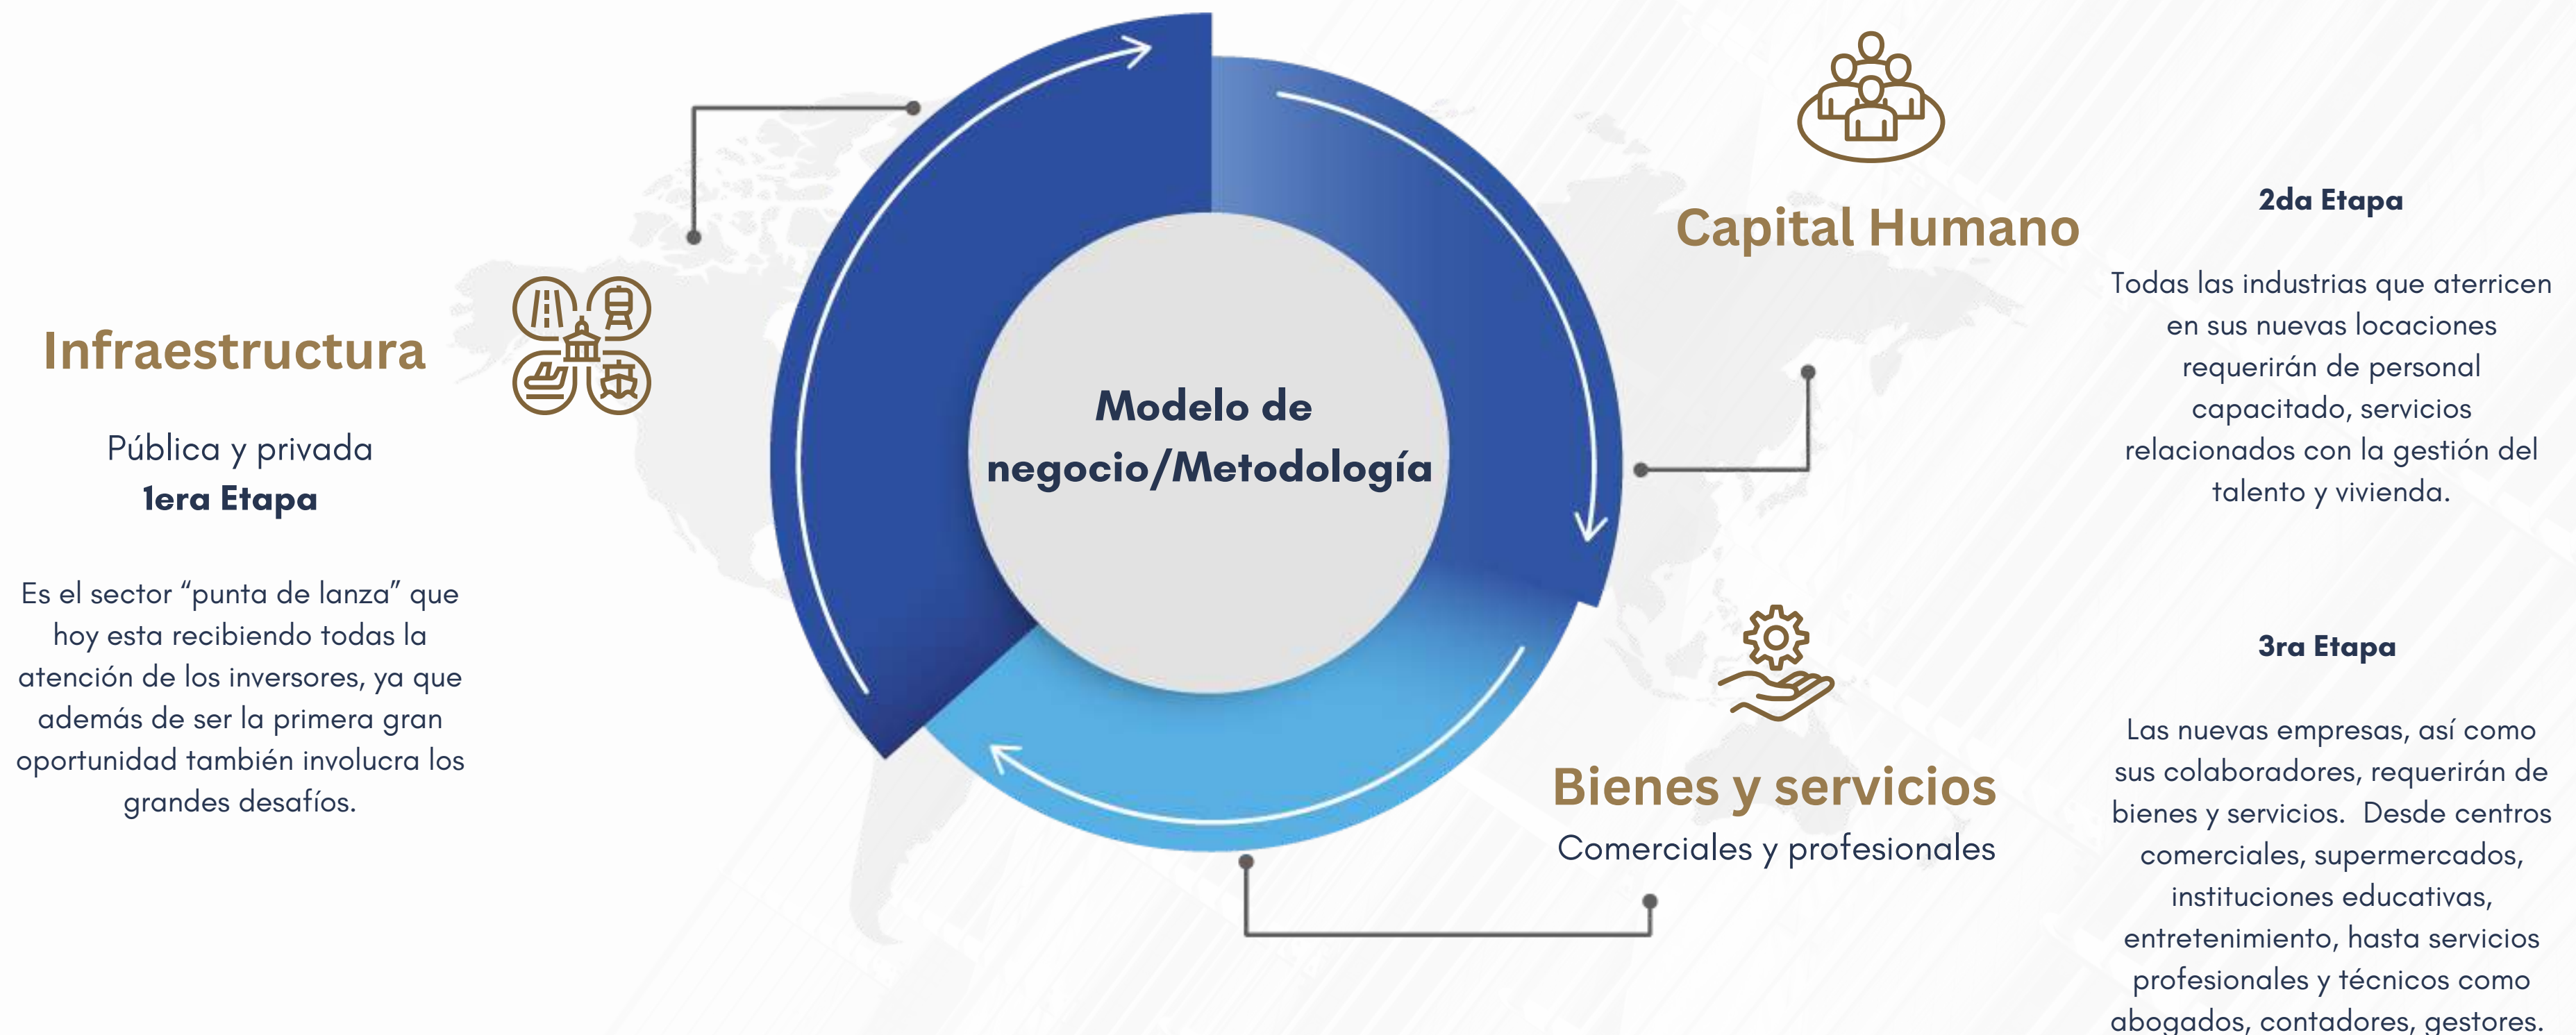 Infraestructura
Pública y privada
1era Etapa
Es el sector “punta de lanza” que
hoy esta recibiendo todas la
atención de los inversores, ya que
además de ser la primera gran
oportunidad también involucra los
grandes desafíos.
Modelo de
negocio/Metodología
Capital Humano
2da Etapa
Todas las industrias que aterricen
en sus nuevas locaciones
requerirán de personal
capacitado, servicios
relacionados con la gestión del
talento y vivienda.
Bienes y servicios
Comerciales y profesionales
3ra Etapa
Las nuevas empresas, así como
sus colaboradores, requerirán de
bienes y servicios.  Desde centros
comerciales, supermercados,
instituciones educativas,
entretenimiento, hasta servicios
profesionales y técnicos como
abogados, contadores, gestores.